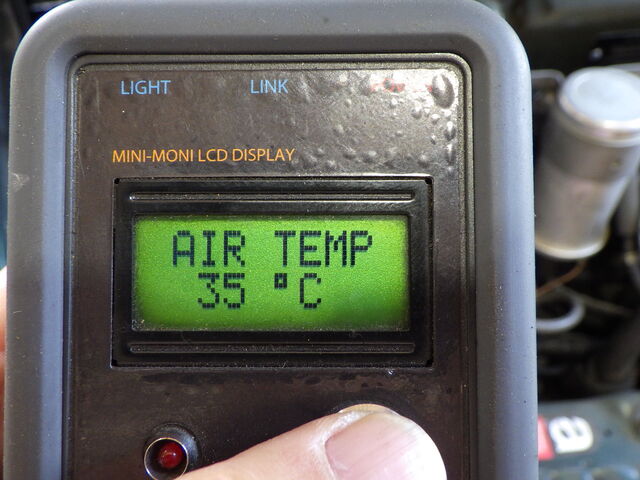 LIGHT LINK
MINI-MONI LCD DISPLAY
AIR TEMP
35 °C